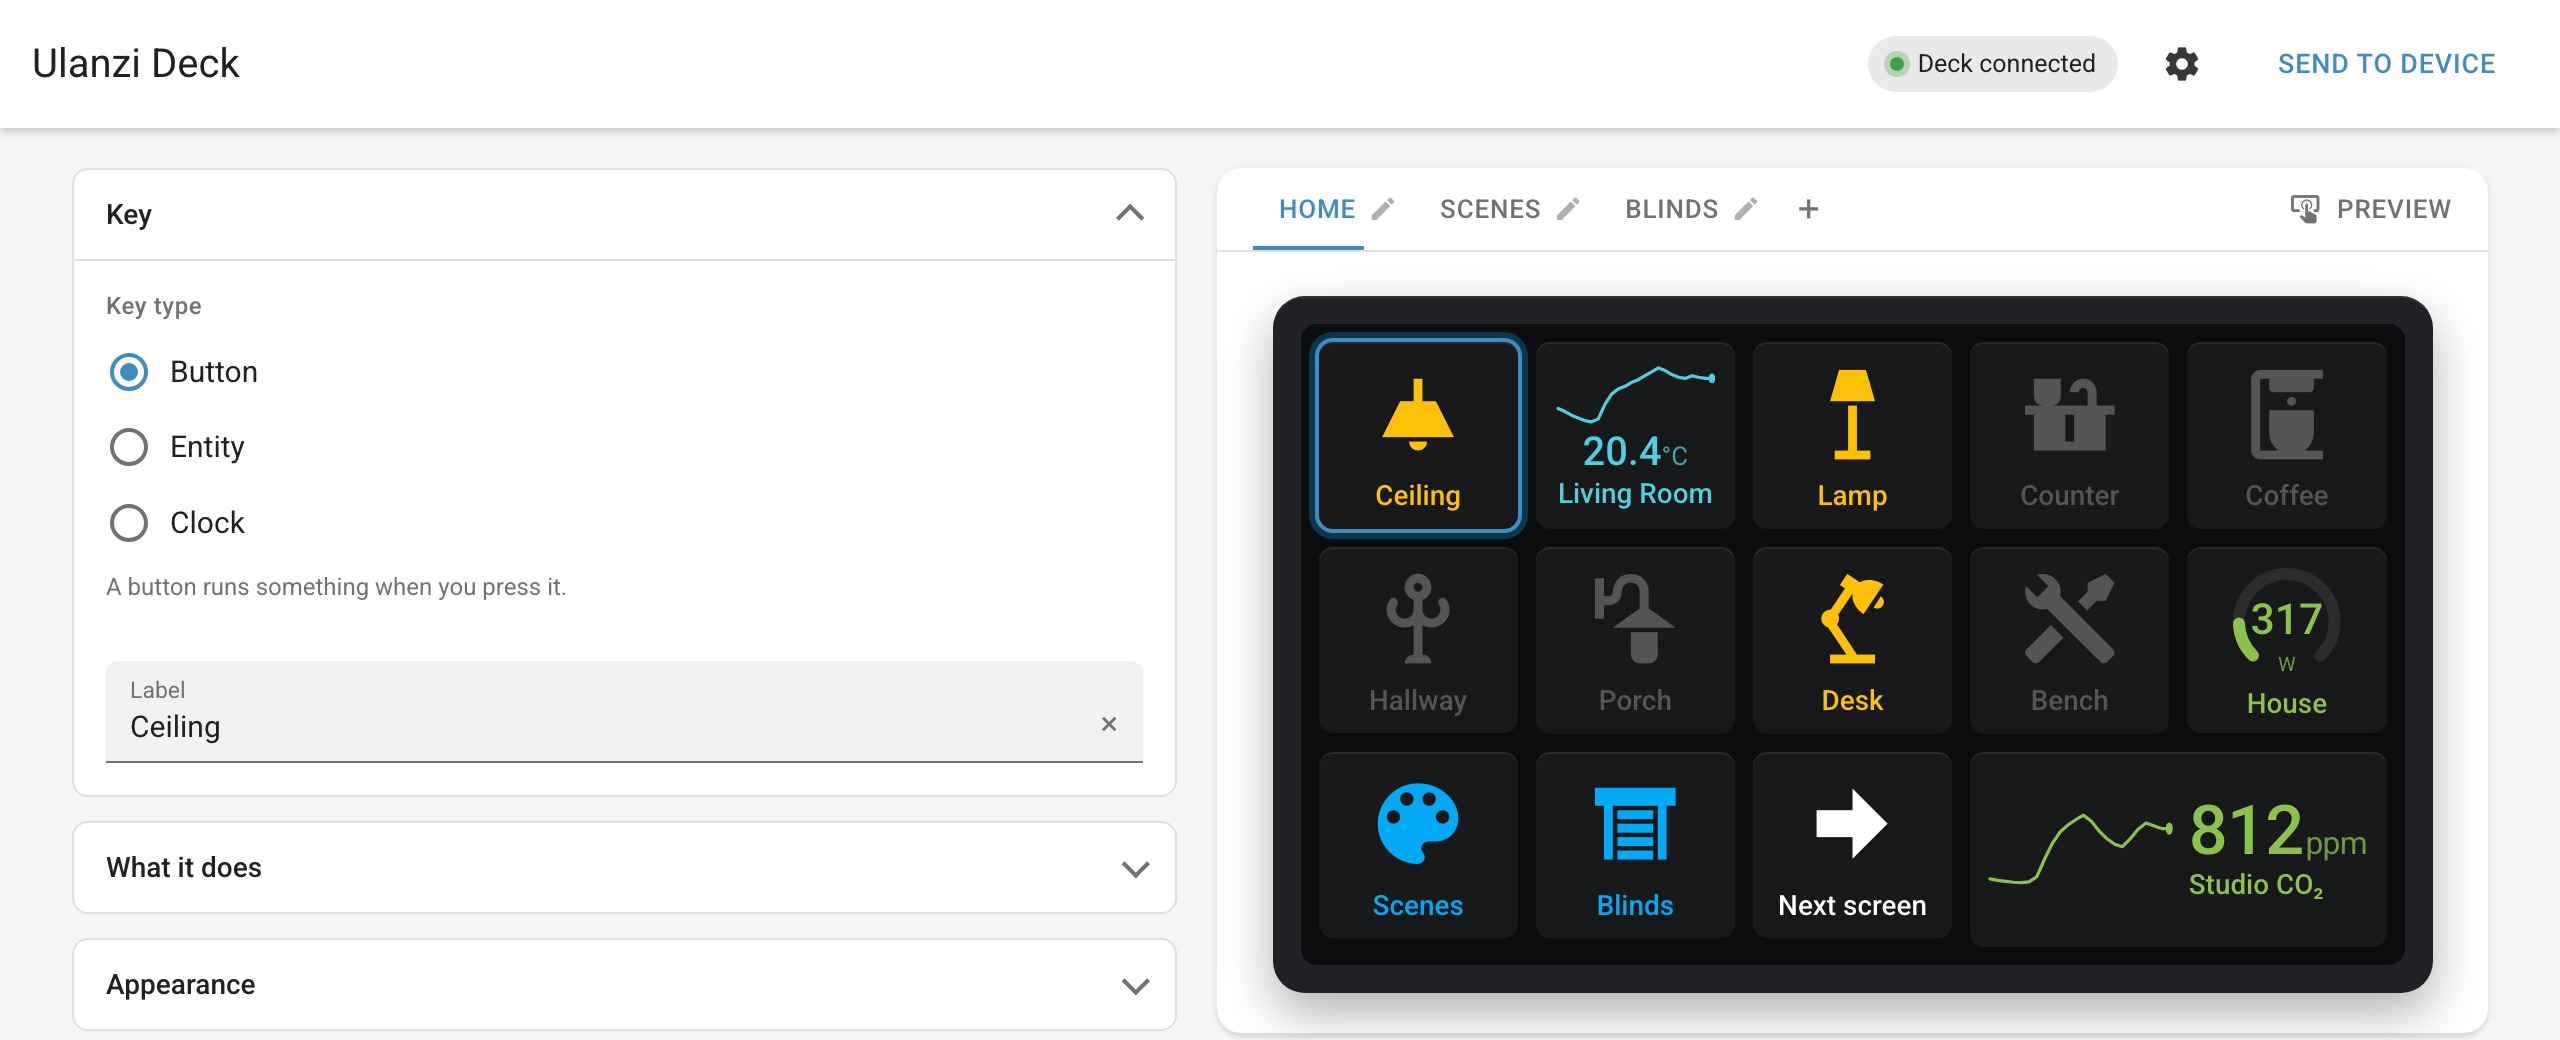 Ulanzi Deck
Deck connected
SEND TO DEVICE
Key
Key type
Button
Entity
Clock
A button runs something when you press it.
Label
Ceiling
What it does
Appearance
HOME
SCENES
BLINDS
PREVIEW
Ceiling
20.4°C
Living Room
Lamp
Counter
Coffee
Hallway
Porch
Desk
Bench
317
W
House
Scenes
Blinds
Next screen
812ppm
Studio CO₂